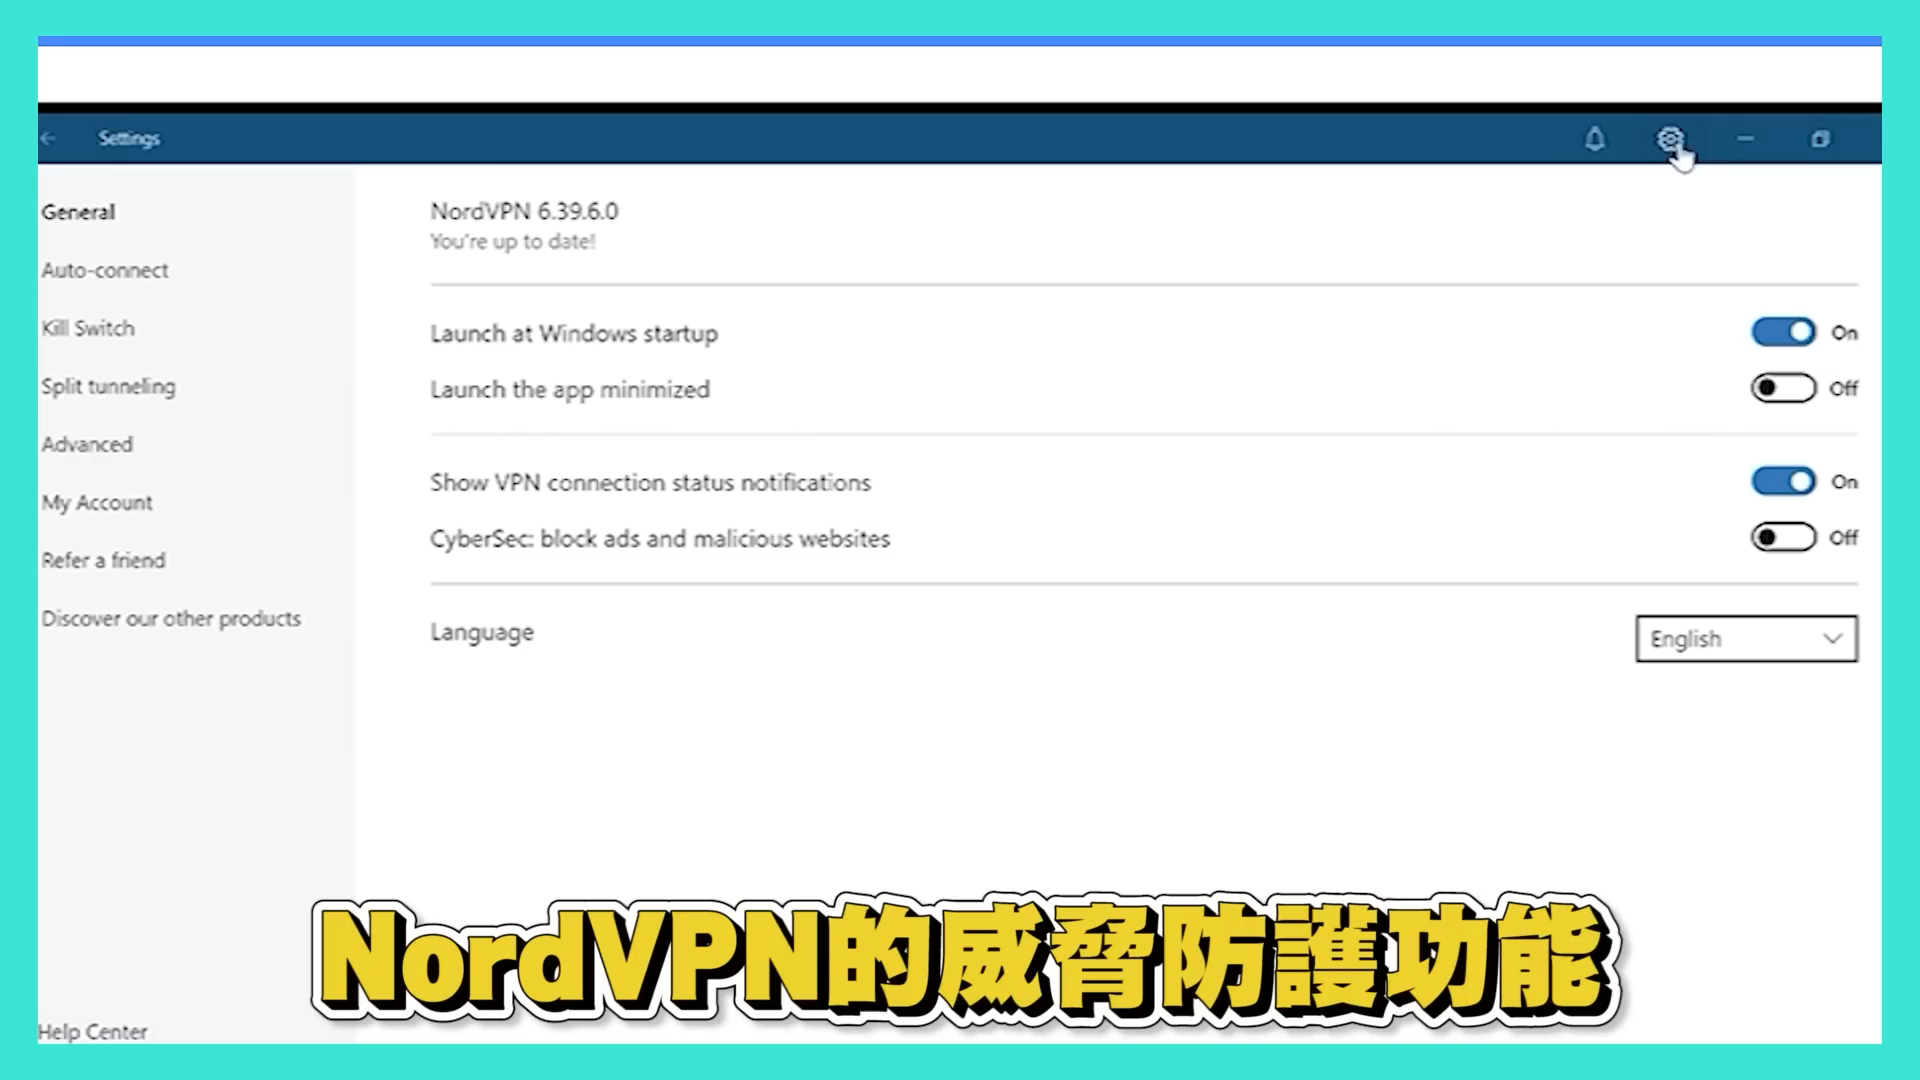 Settings
General
Auto-connect
Kill Switch
Split tunneling
Advanced
My Account
Refer a friend
Discover our other products
Help Center
NordVPN 6.39.6.0
You're up to date!
Launch at Windows startup On
Launch the app minimized Off
Show VPN connection status notifications On
CyberSec: block ads and malicious websites Off
Language English
NordVPN的威脅防護功能